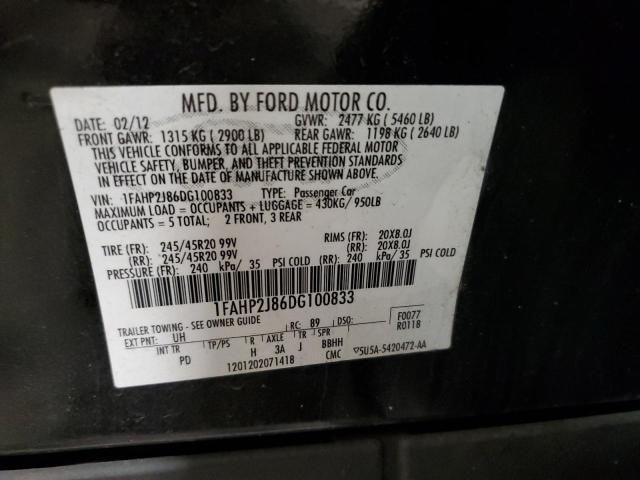 MFD. BY FORD MOTOR CO.
DATE: 02/12 GVWR: 2477 KG ( 5460 LB)
FRONT GAWR: 1315 KG ( 2900 LB) REAR GAWR: 1198 KG ( 2640 LB)
THIS VEHICLE CONFORMS TO ALL APPLICABLE FEDERAL MOTOR
VEHICLE SAFETY, BUMPER, AND THEFT PREVENTION STANDARDS
IN EFFECT ON THE DATE OF MANUFACTURE SHOWN ABOVE.
VIN: 1FAHP2J86DG100833 TYPE: Passenger Car
MAXIMUM LOAD = OCCUPANTS + LUGGAGE = 430KG/ 950LB
OCCUPANTS = 5 TOTAL; 2 FRONT, 3 REAR
TIRE (FR): 245/45R20 99V RIMS (FR): 20X8.0J
(RR): 245/45R20 99V (RR): 20X8.0J
PRESSURE (FR): 240 kPa/ 35 PSI COLD (RR): 240 kPa/ 35 PSI COLD
1FAHP2J86DG100833
TRAILER TOWING - SEE OWNER GUIDE RC: B9 DSO: F0077
EXT PNT: UH R0118
INT TR TP/PS R AXLE TR SPR
PD H 3A J BBHH
1201202071418 CMC 5U5A-5420472-AA